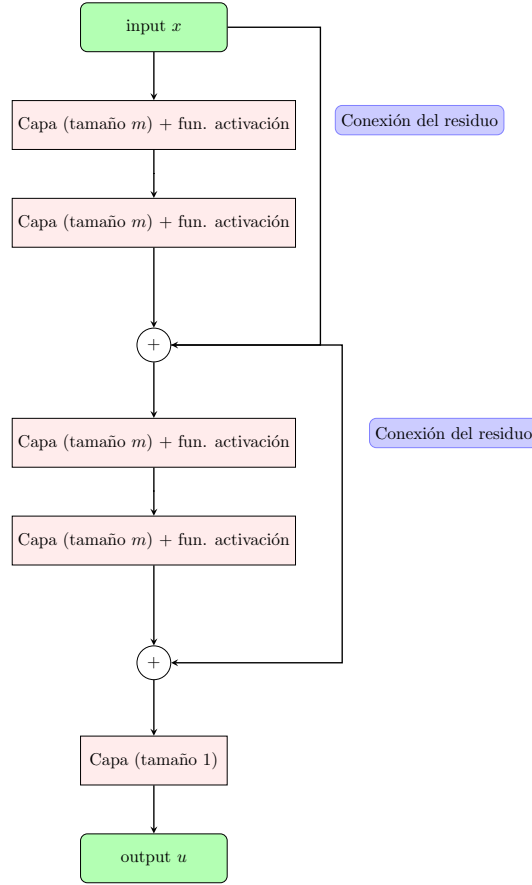 input x
Capa (tamaño m) + fun. activación
Conexión del residuo
Capa (tamaño m) + fun. activación
+
Capa (tamaño m) + fun. activación
Conexión del residuo
Capa (tamaño m) + fun. activación
+
Capa (tamaño 1)
output u